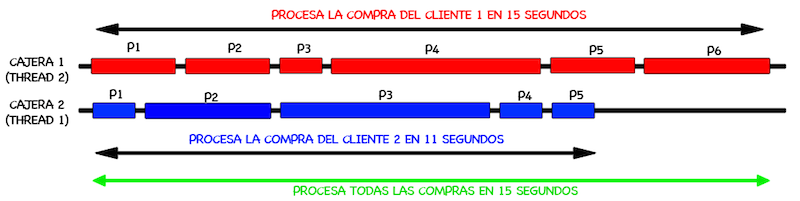 PROCESA LA COMPRA DEL CLIENTE 1 EN 15 SEGUNDOS
CAJERA 1
(THREAD 2)
P1 P2 P3 P4 P5 P6
CAJERA 2
(THREAD 1)
P1 P2 P3 P4 P5
PROCESA LA COMPRA DEL CLIENTE 2 EN 11 SEGUNDOS
PROCESA TODAS LAS COMPRAS EN 15 SEGUNDOS